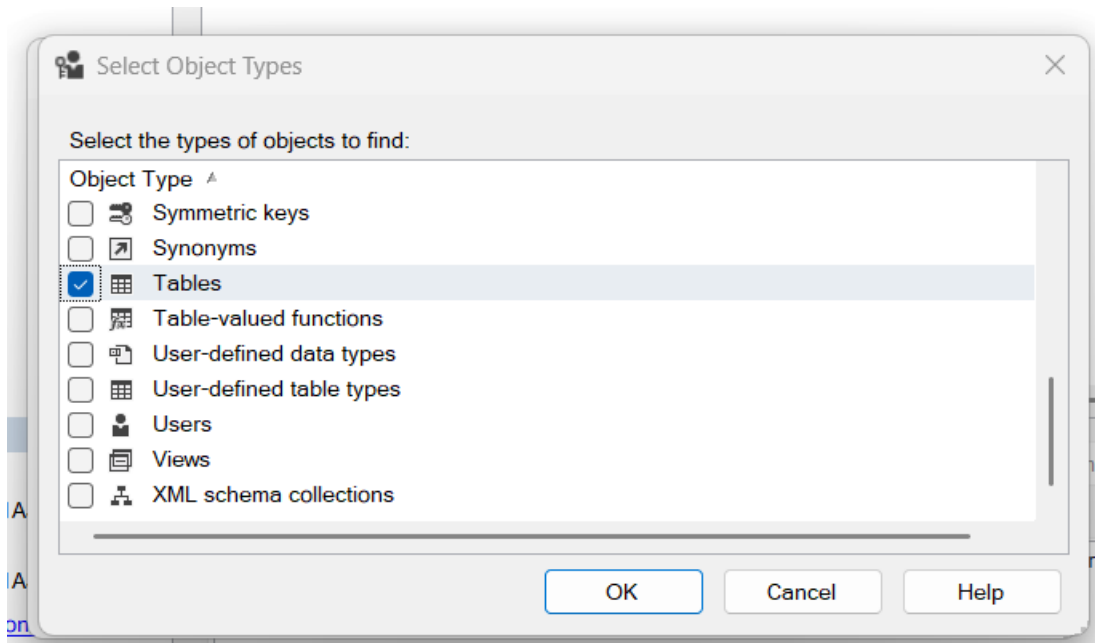 Select Object Types
Select the types of objects to find:
Object Type
Symmetric keys
Synonyms
Tables
Table-valued functions
User-defined data types
User-defined table types
Users
Views
XML schema collections
OK Cancel Help